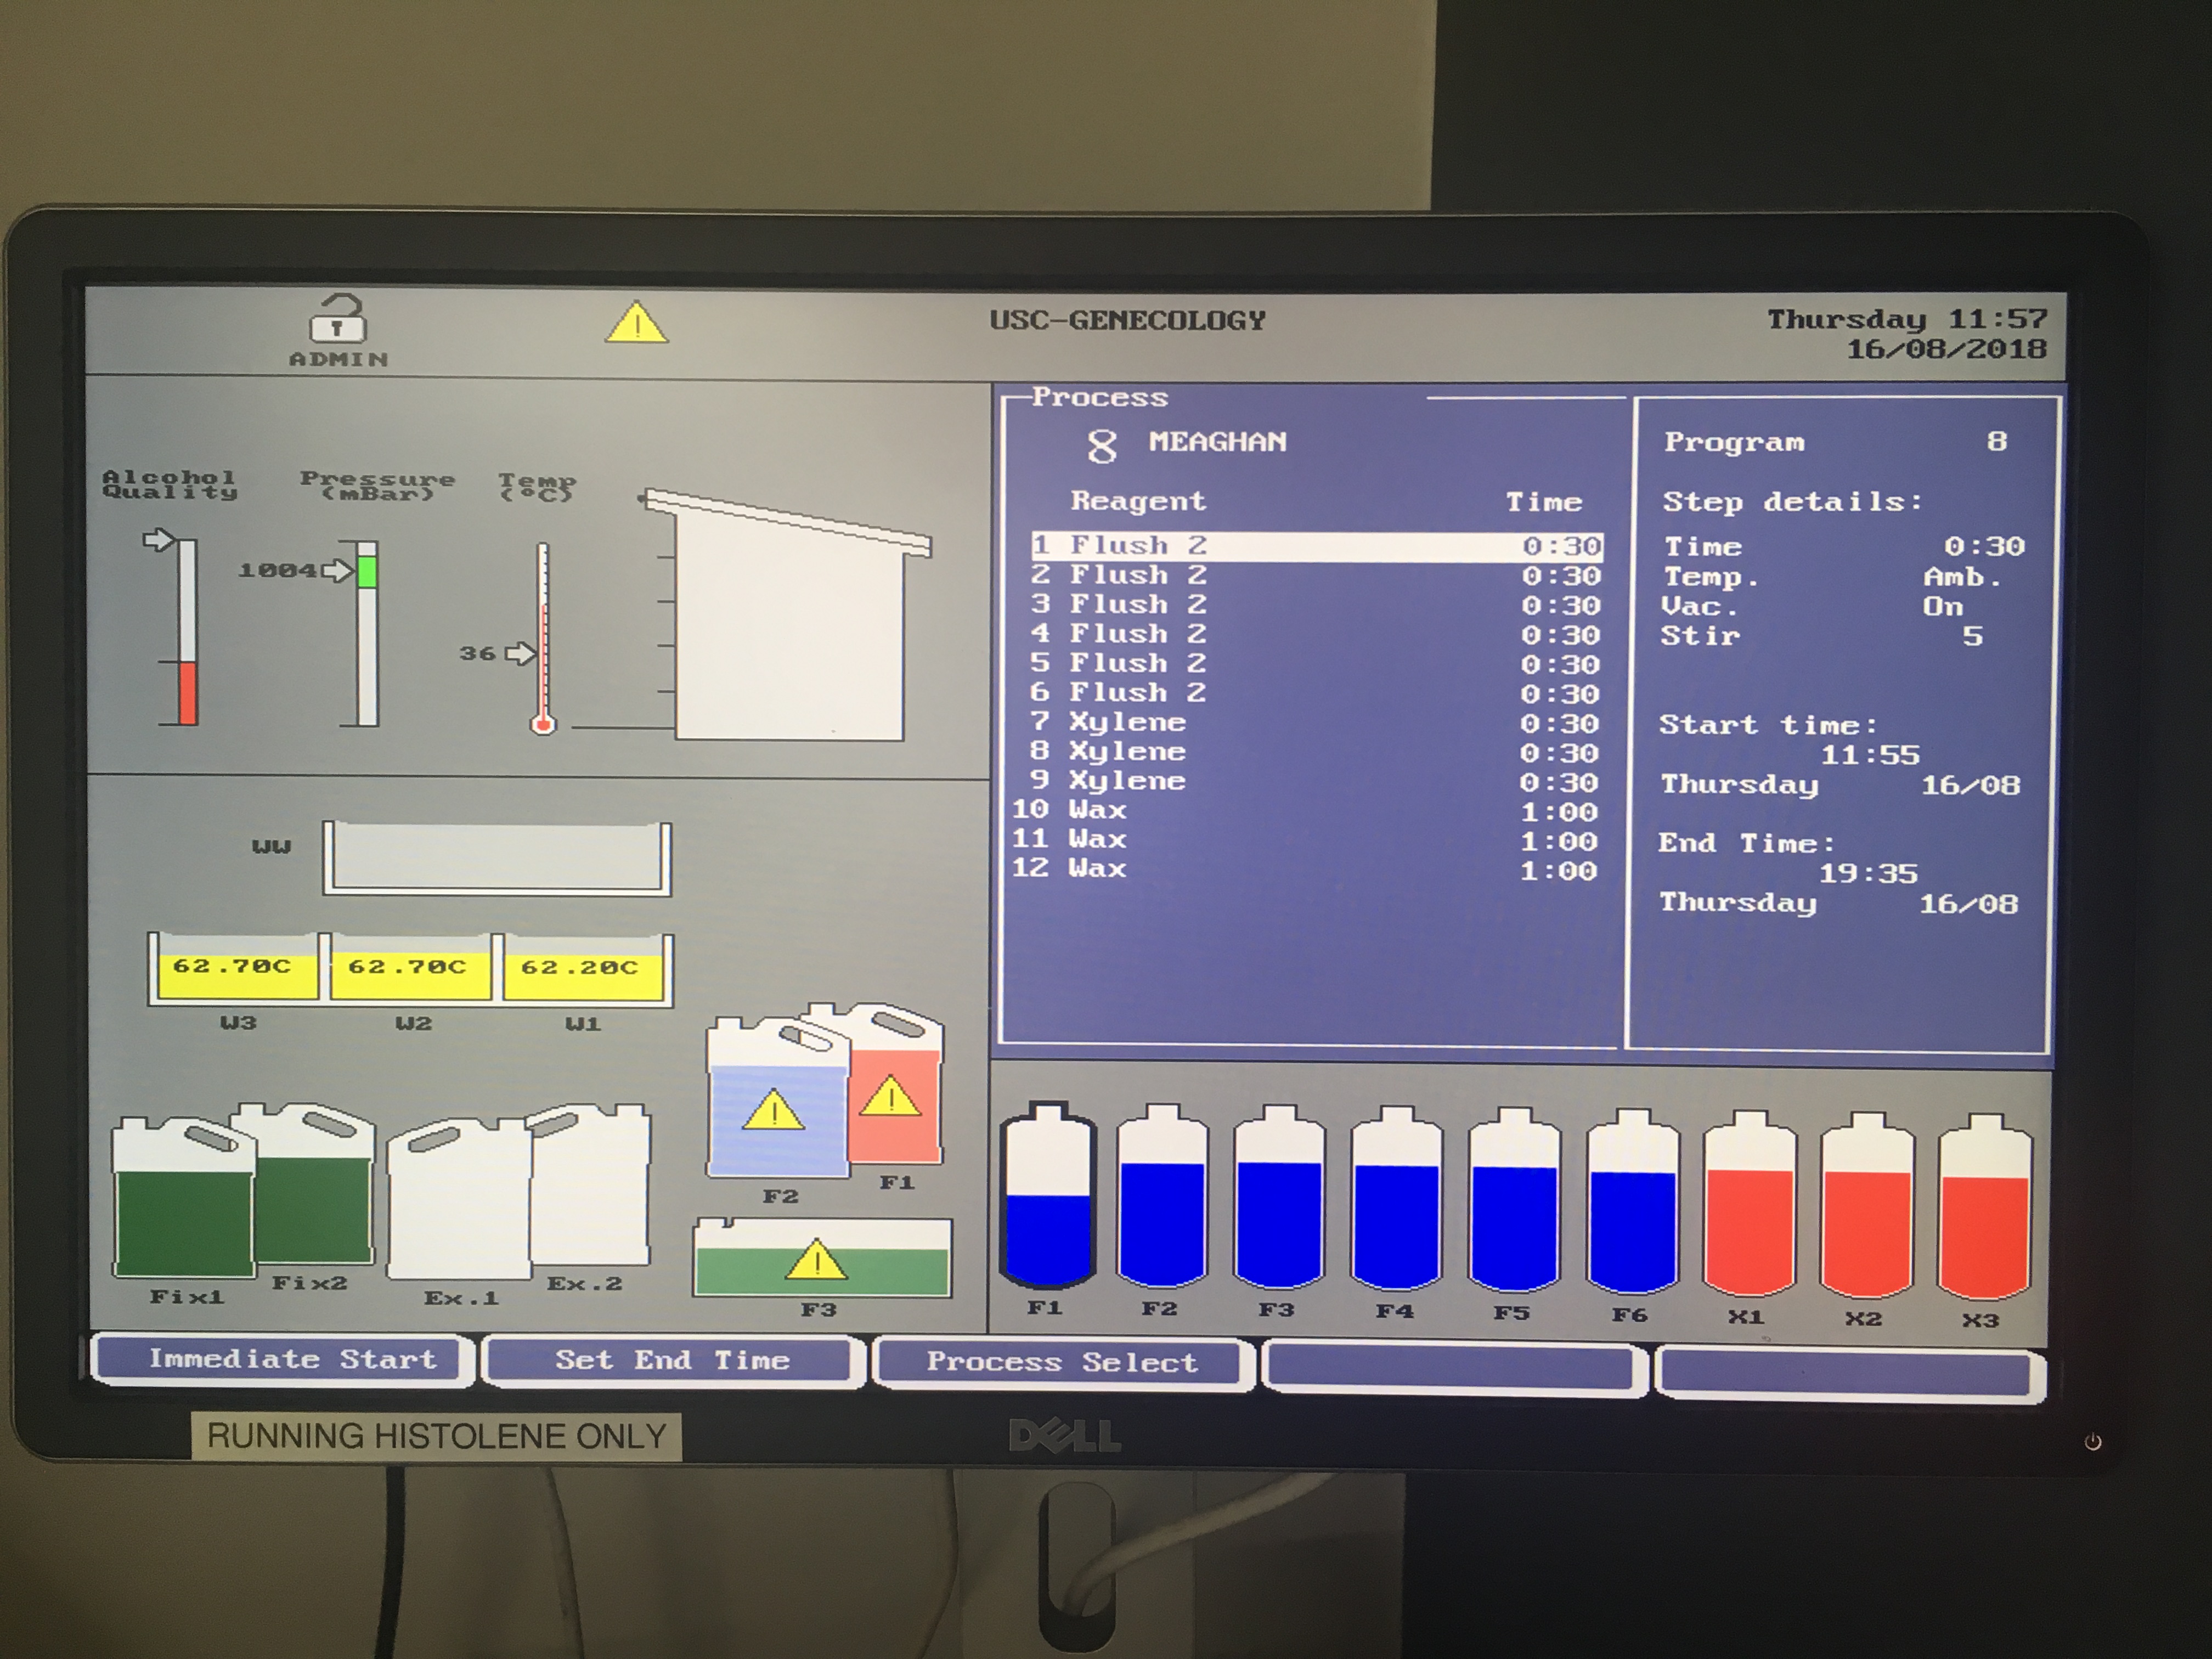 ADMIN
USC-GENECOLOGY
Thursday 11:57
16/08/2018
Alcohol
Quality
Pressure
(mBar)
Temp
(°C)
1004
36
WW
62.70C 62.70C 62.20C
W3 W2 W1
F2 F1
Fix1 Fix2 Ex.1 Ex.2
F3
Process
8 MEAGHAN
Reagent Time
1 Flush 2 0:30
2 Flush 2 0:30
3 Flush 2 0:30
4 Flush 2 0:30
5 Flush 2 0:30
6 Flush 2 0:30
7 Xylene 0:30
8 Xylene 0:30
9 Xylene 0:30
10 Wax 1:00
11 Wax 1:00
12 Wax 1:00
Program 8
Step details:
Time 0:30
Temp. Amb.
Vac. On
Stir 5
Start time:
11:55
Thursday 16/08
End Time:
19:35
Thursday 16/08
F1 F2 F3 F4 F5 F6 X1 X2 X3
Immediate Start Set End Time Process Select
RUNNING HISTOLENE ONLY
DELL